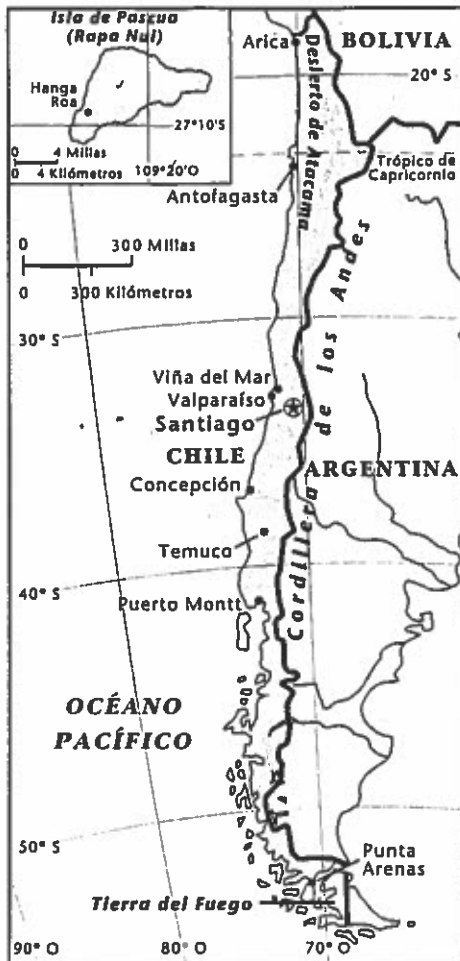 Isla de Pascua
(Rapa Nui)
Hanga
Roa
27°10'S
0 4 Millas
0 4 Kilómetros
109°20'O
Arica
BOLIVIA
20° S
Desierto de Atacama
Trópico de
Capricornio
Antofagasta
0 300 Millas
0 300 Kilómetros
30° S
Viña del Mar
Valparaíso
Santiago
CHILE
ARGENTINA
Cordillera de los Andes
Concepción
Temuco
40° S
Puerto Montt
OCÉANO
PACÍFICO
50° S
Punta
Arenas
Tierra del Fuego
90° O
80° O
70° O